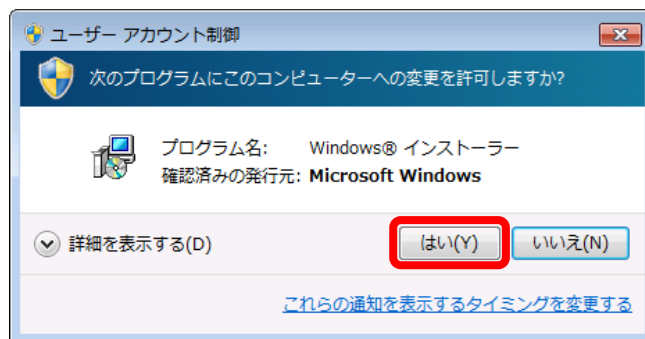 ユーザー アカウント制御
次のプログラムにこのコンピューターへの変更を許可しますか?
プログラム名: Windows® インストーラー
確認済みの発行元: Microsoft Windows
詳細を表示する(D) はい(Y) いいえ(N)
これらの通知を表示するタイミングを変更する